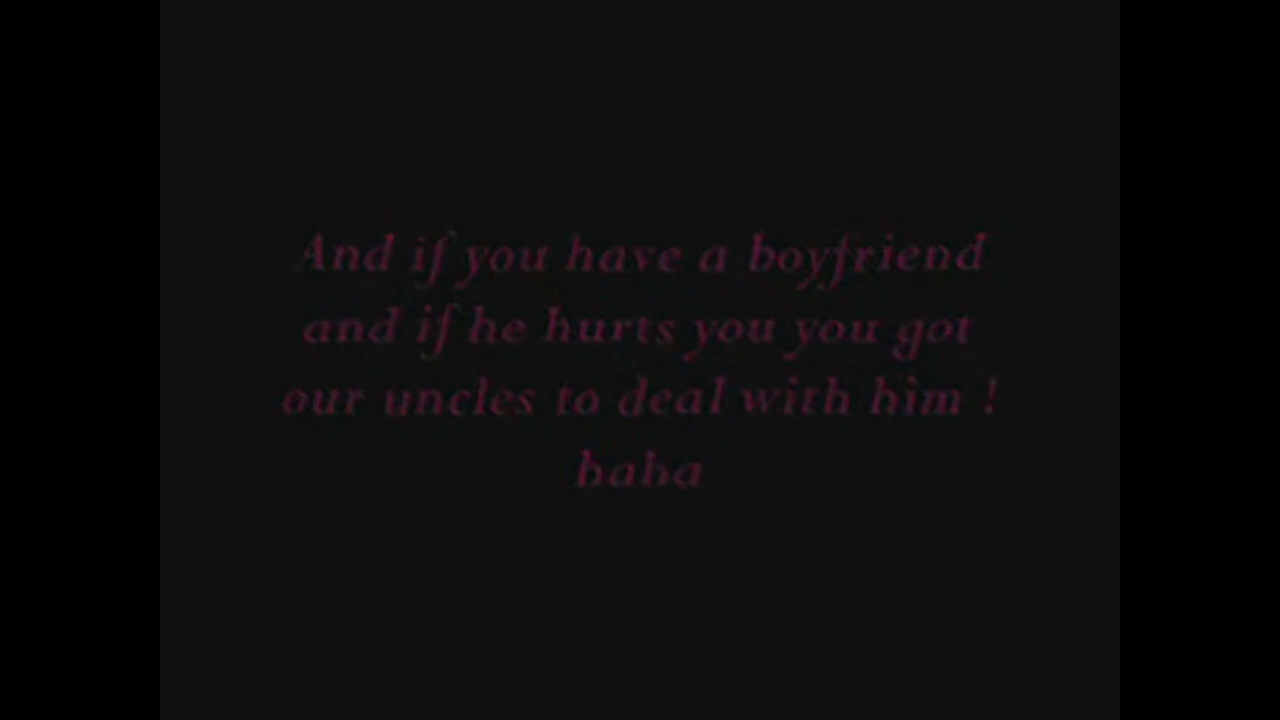 And if you have a boyfriend
and if he hurts you you got
our uncles to deal with him !
haha